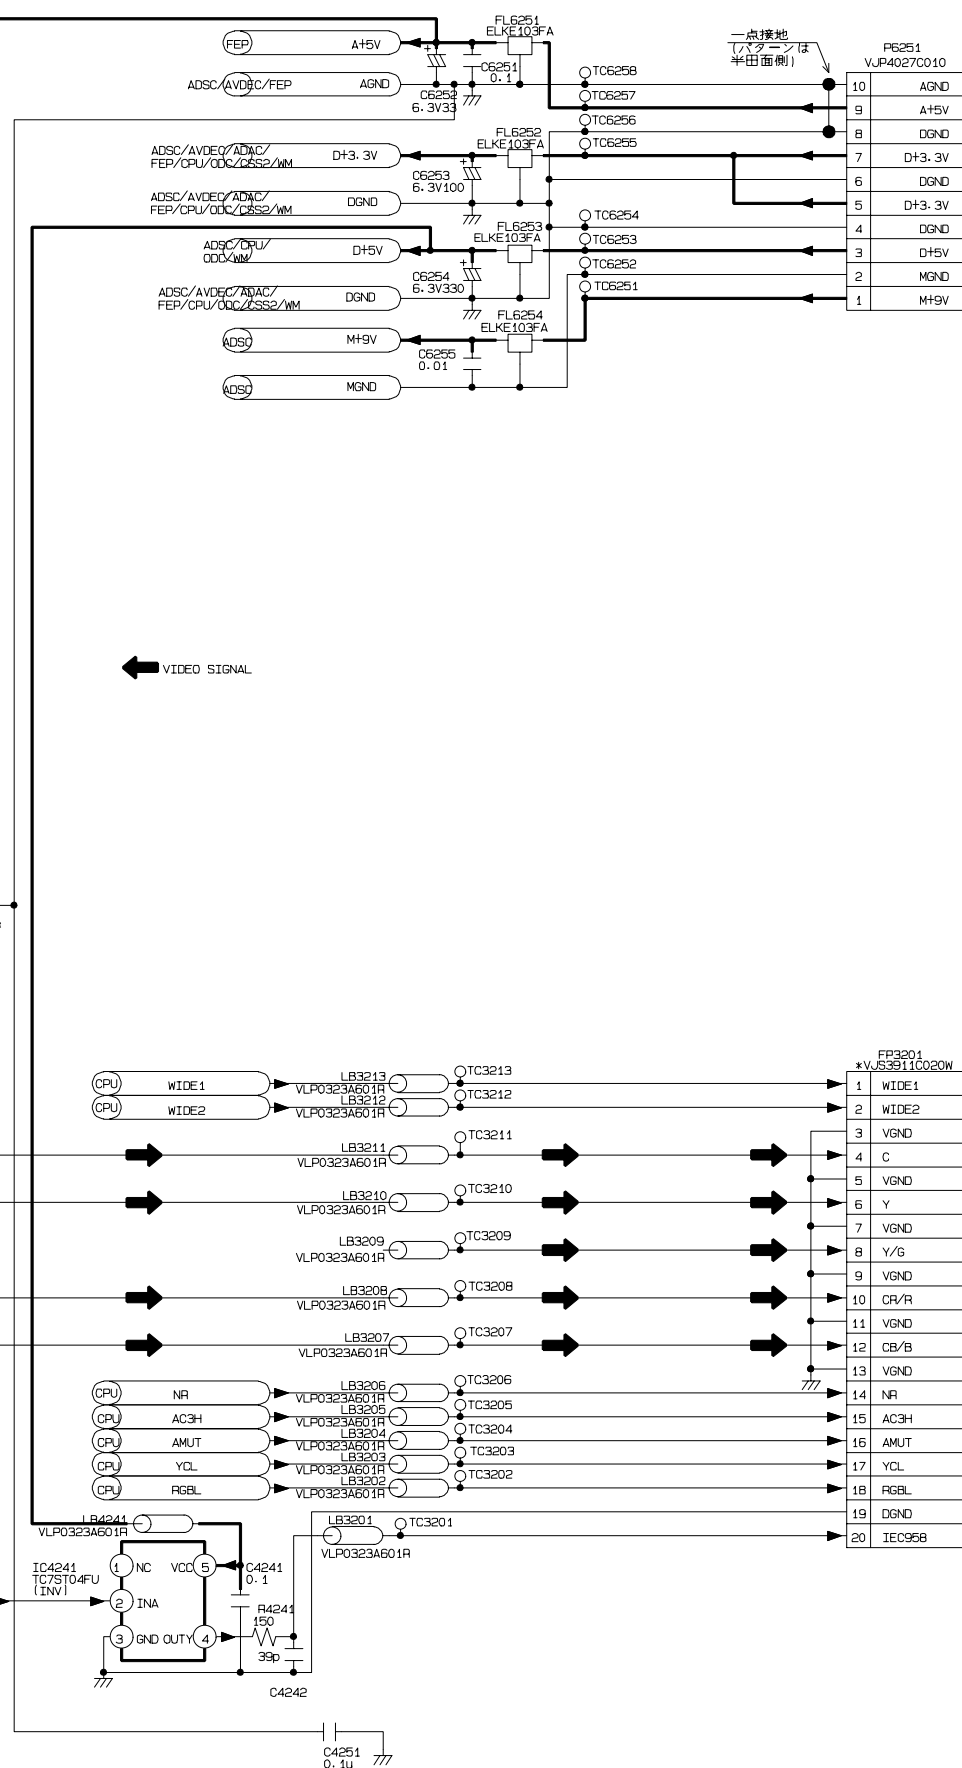 FL6251
ELKE103FA
FEP
A+5V
C6251
0.1
C6252
6.3V33
ADSC/AVDEC/FEP
AGND
TC6258
TC6257
TC6256
TC6255
一点接地
(パターンは
半田面側)
P6251
VJP4027C010
10 AGND
9 A+5V
8 DGND
7 D+3.3V
6 DGND
5 D+3.3V
4 DGND
3 D+5V
2 MGND
1 M+9V
FL6252
ELKE103FA
ADSC/AVDEC/ADAC/
FEP/CPU/ODC/CSS2/WM
D+3.3V
C6253
6.3V100
ADSC/AVDEC/ADAC/
FEP/CPU/ODC/CSS2/WM
DGND
TC6254
TC6253
TC6252
TC6251
FL6253
ELKE103FA
ADSC/CPU/
ODC/WM
D+5V
C6254
6.3V330
ADSC/AVDEC/ADAC/
FEP/CPU/ODC/CSS2/WM
DGND
FL6254
ELKE103FA
ADSC
M+9V
C6255
0.01
ADSC
MGND
VIDEO SIGNAL
FP3201
*VJS3911C020W
CPU WIDE1 LB3213 VLP0323A601R TC3213 1 WIDE1
CPU WIDE2 LB3212 VLP0323A601R TC3212 2 WIDE2
3 VGND
LB3211 VLP0323A601R TC3211 4 C
5 VGND
LB3210 VLP0323A601R TC3210 6 Y
7 VGND
LB3209 VLP0323A601R TC3209 8 Y/G
9 VGND
LB3208 VLP0323A601R TC3208 10 CR/R
11 VGND
LB3207 VLP0323A601R TC3207 12 CB/B
13 VGND
CPU NR LB3206 VLP0323A601R TC3206 14 NR
CPU AC3H LB3205 VLP0323A601R TC3205 15 AC3H
CPU AMUT LB3204 VLP0323A601R TC3204 16 AMUT
CPU YCL LB3203 VLP0323A601R TC3203 17 YCL
CPU RGBL LB3202 VLP0323A601R TC3202 18 RGBL
19 DGND
LB3201 VLP0323A601R TC3201 20 IEC958
LB4241
VLP0323A601R
IC4241
TC7ST04FU
(INV)
1 NC VCC 5
2 INA
3 GND OUTY 4
C4241
0.1
R4241
150
39p
C4242
C4251
0.1u